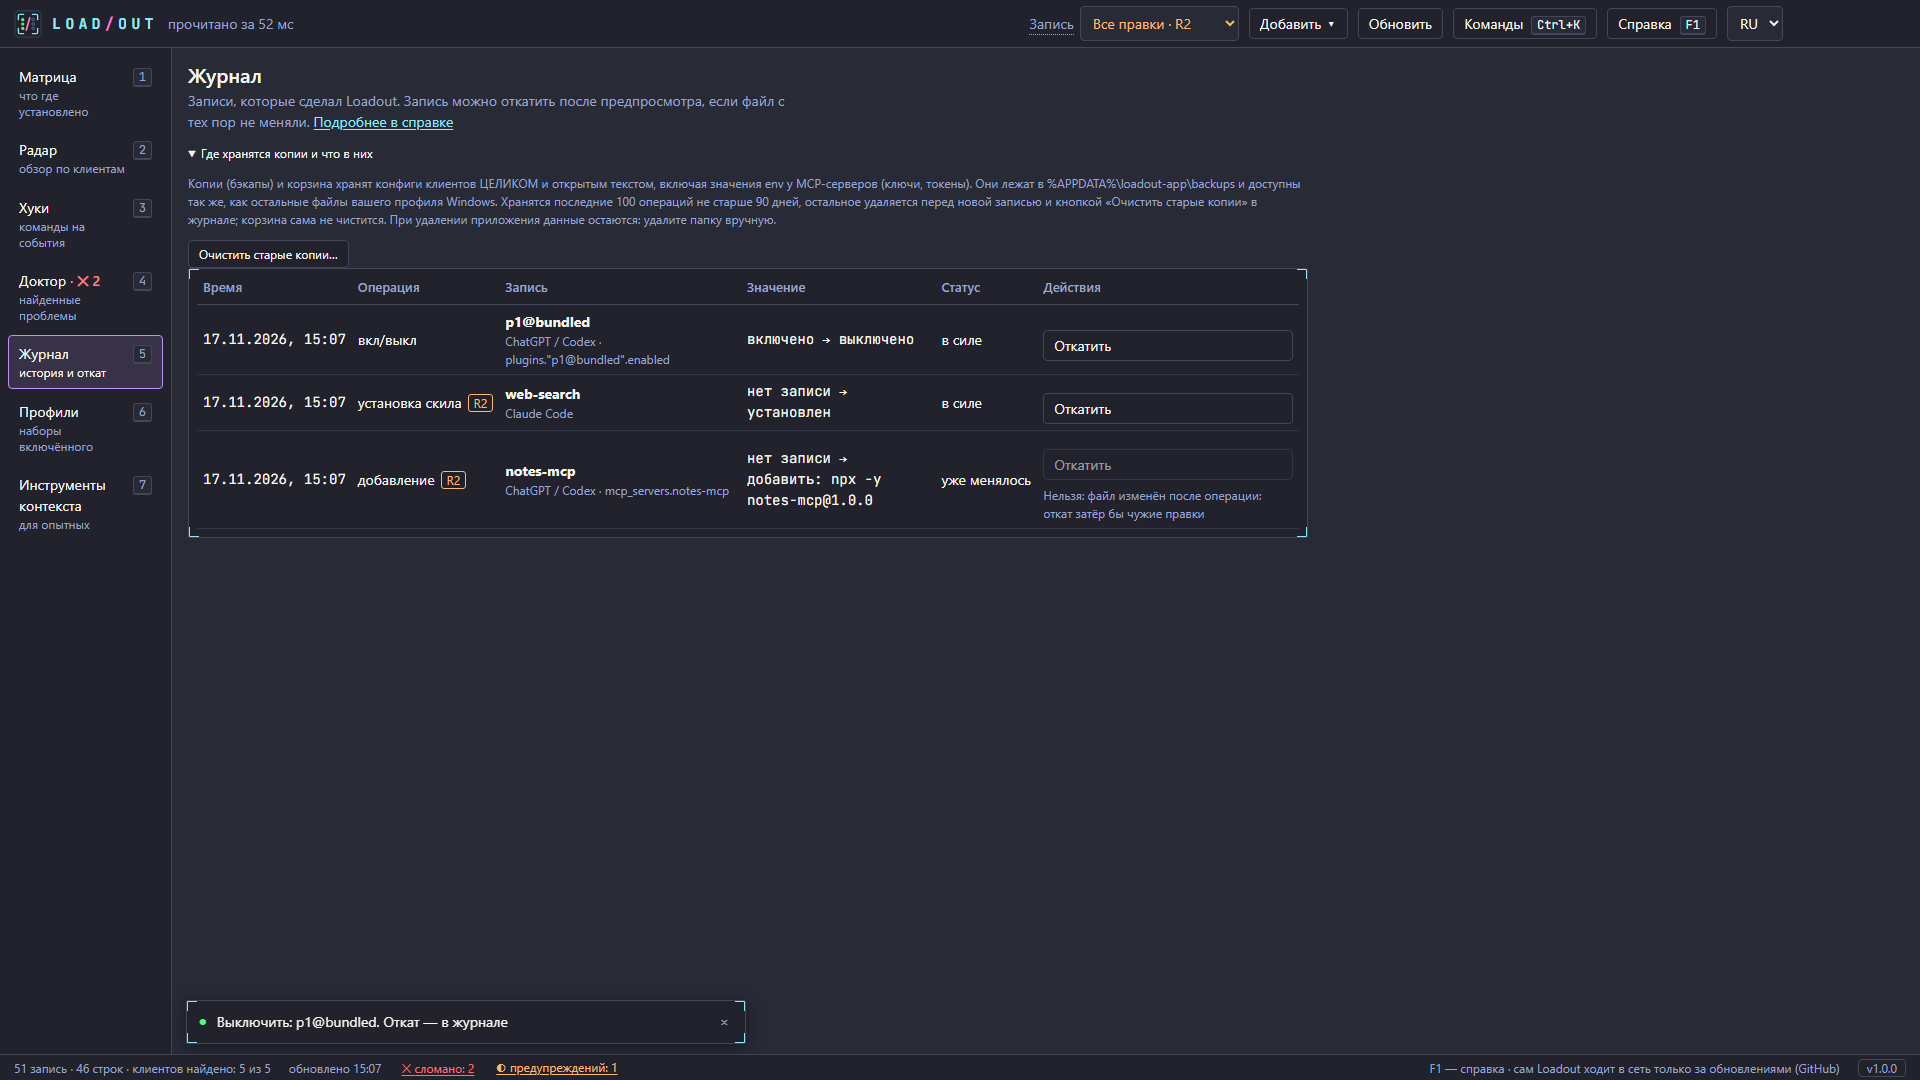 LOAD/OUT прочитано за 52 мс
Запись Все правки · R2 Добавить ▾ Обновить Команды Ctrl+K Справка F1 RU
Матрица 1
что где
установлено
Радар 2
обзор по клиентам
Хуки 3
команды на
события
Доктор · ✕ 2 4
найденные
проблемы
Журнал 5
история и откат
Профили 6
наборы
включённого
Инструменты 7
контекста
для опытных
Журнал
Записи, которые сделал Loadout. Запись можно откатить после предпросмотра, если файл с
тех пор не меняли. Подробнее в справке
▼ Где хранятся копии и что в них
Копии (бэкапы) и корзина хранят конфиги клиентов ЦЕЛИКОМ и открытым текстом, включая значения env у MCP-серверов (ключи, токены). Они лежат в %APPDATA%\loadout-app\backups и доступны
так же, как остальные файлы вашего профиля Windows. Хранятся последние 100 операций не старше 90 дней, остальное удаляется перед новой записью и кнопкой «Очистить старые копии» в
журнале; корзина сама не чистится. При удалении приложения данные остаются: удалите папку вручную.
Очистить старые копии...
Время Операция Запись Значение Статус Действия
17.11.2026, 15:07 вкл/выкл
p1@bundled
ChatGPT / Codex ·
plugins."p1@bundled".enabled
включено → выключено
в силе
Откатить
17.11.2026, 15:07 установка скила R2
web-search
Claude Code
нет записи →
установлен
в силе
Откатить
17.11.2026, 15:07 добавление R2
notes-mcp
ChatGPT / Codex · mcp_servers.notes-mcp
нет записи →
добавить: npx -y
notes-mcp@1.0.0
уже менялось
Откатить
Нельзя: файл изменён после операции:
откат затёр бы чужие правки
Выключить: p1@bundled. Откат — в журнале ×
51 запись · 46 строк · клиентов найдено: 5 из 5 обновлено 15:07 ✕ сломано: 2 ◐ предупреждений: 1
F1 — справка · сам Loadout ходит в сеть только за обновлениями (GitHub) v1.0.0